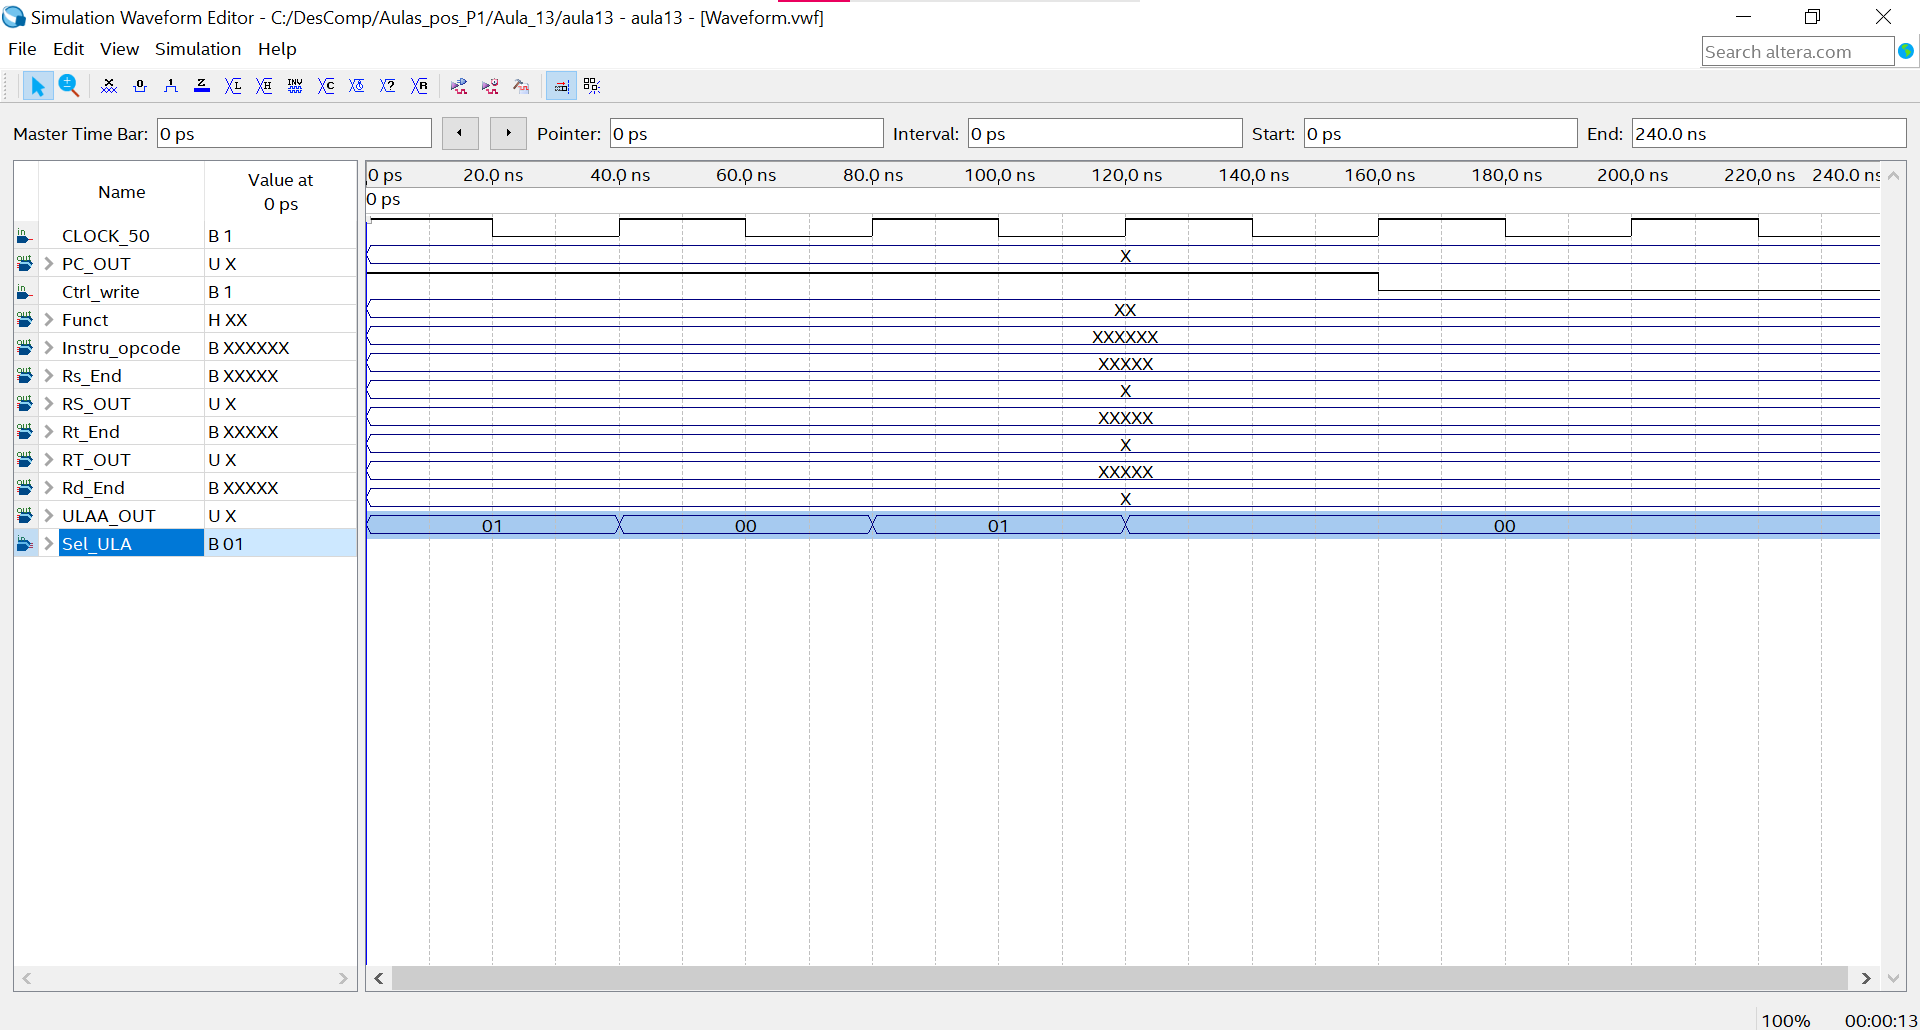 Simulation Waveform Editor - C:/DesComp/Aulas_pos_P1/Aula_13/aula13 - aula13 - [Waveform.vwf]
File Edit View Simulation Help
Search altera.com
Master Time Bar: 0 ps Pointer: 0 ps Interval: 0 ps Start: 0 ps End: 240.0 ns
Name Value at 0 ps
0 ps 20.0 ns 40.0 ns 60.0 ns 80.0 ns 100.0 ns 120.0 ns 140.0 ns 160.0 ns 180.0 ns 200.0 ns 220.0 ns 240.0 ns
0 ps
CLOCK_50 B 1
PC_OUT U X X
Ctrl_write B 1
Funct H XX XX
Instru_opcode B XXXXXX XXXXXX
Rs_End B XXXXX XXXXX
RS_OUT U X X
Rt_End B XXXXX XXXXX
RT_OUT U X X
Rd_End B XXXXX XXXXX
ULAA_OUT U X X
Sel_ULA B 01 01 00 01 00
100% 00:00:13